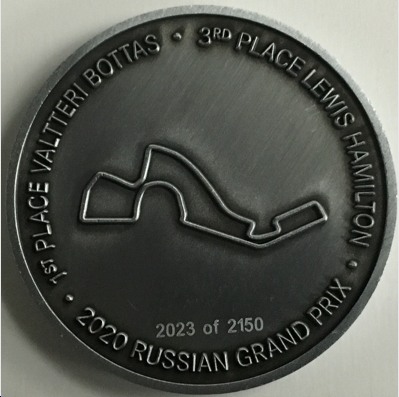 1ST PLACE VALTTERI BOTTAS • 3RD PLACE LEWIS HAMILTON • 2020 RUSSIAN GRAND PRIX •
2023 of 2150